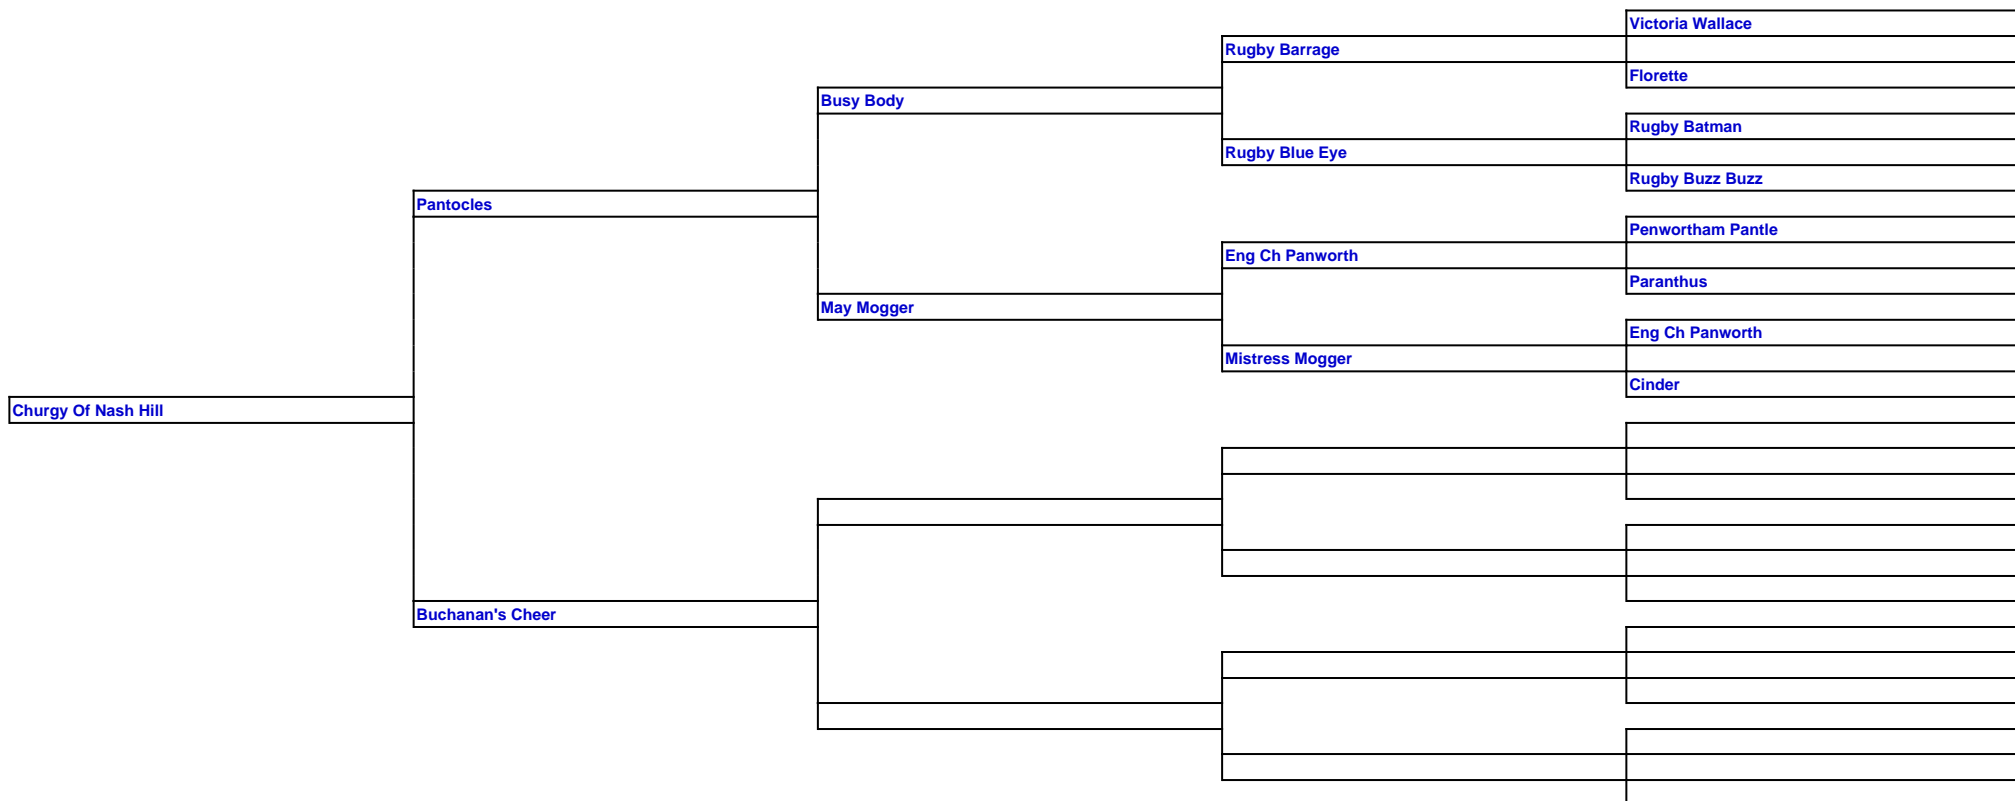 Victoria Wallace
Rugby Barrage
Florette
Busy Body
Rugby Batman
Rugby Blue Eye
Rugby Buzz Buzz
Pantocles
Penwortham Pantle
Eng Ch Panworth
Paranthus
May Mogger
Eng Ch Panworth
Mistress Mogger
Cinder
Churgy Of Nash Hill
Buchanan's Cheer